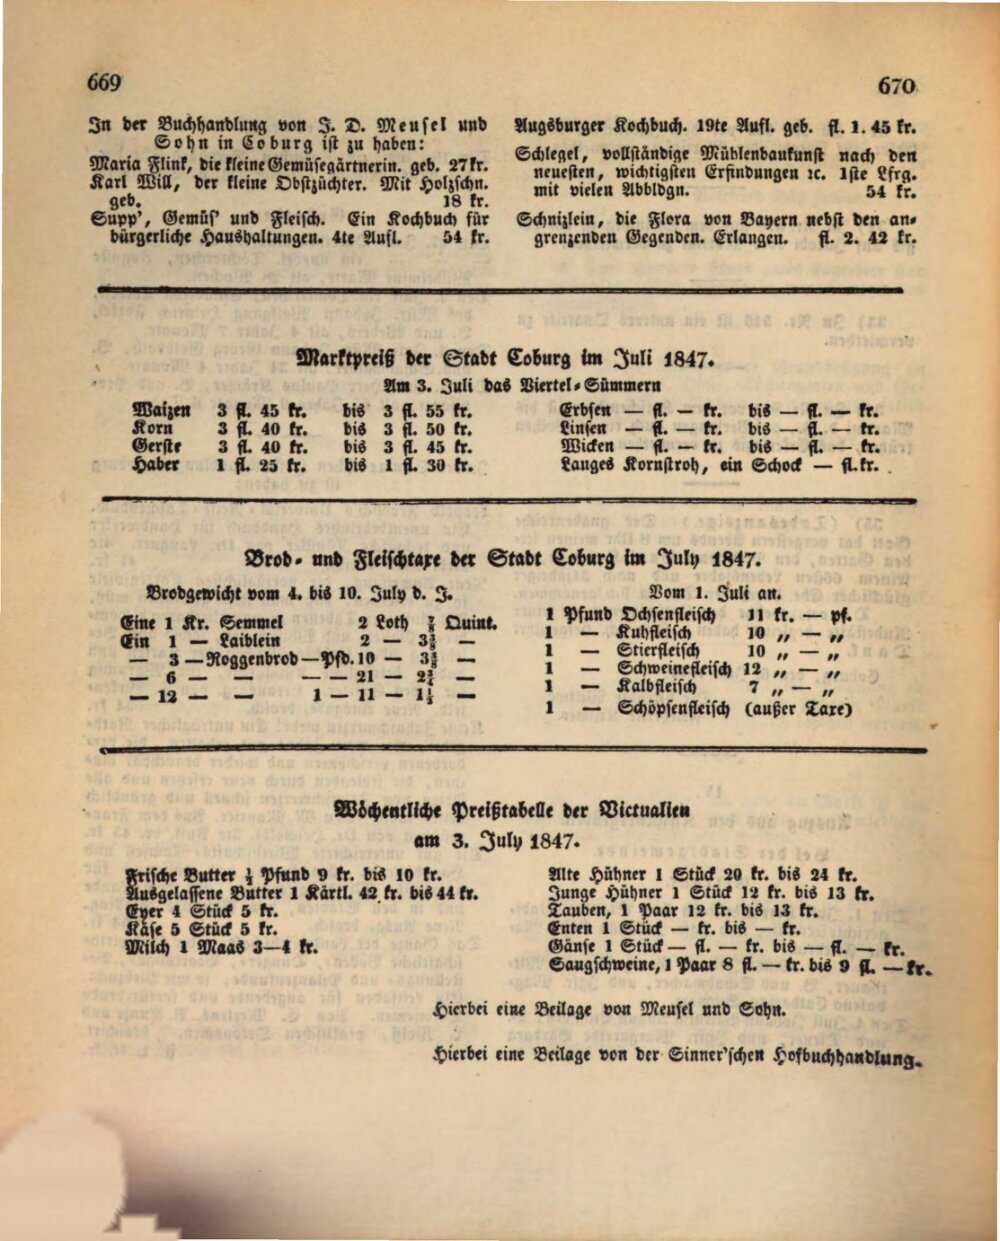 669
670
In der Buchhandlung von J. D. Meusel und
Sohn in Coburg ist zu haben:
Maria Flink, die kleine Gemüsegärtnerin. geb. 27 kr.
Karl Will, der kleine Obstzüchter. Mit Holzschn.
geb. 18 kr.
Supp', Gemüs' und Fleisch. Ein Kochbuch für
bürgerliche Haushaltungen. 4te Aufl. 54 kr.
Augsburger Kochbuch. 19te Aufl. geb. fl. 1. 45 kr.
Schlegel, vollständige Mühlenbaukunst nach den
neuesten, wichtigsten Erfindungen ꝛc. 1ste Lfrg.
mit vielen Abbldgn. 54 kr.
Schnizlein, die Flora von Bayern nebst den an-
grenzenden Gegenden. Erlangen. fl. 2. 42 kr.
Marktpreiß der Stadt Coburg im Juli 1847.
Am 3. Juli das Viertel-Sümmern
Waizen 3 fl. 45 kr. bis 3 fl. 55 kr.
Korn 3 fl. 40 kr. bis 3 fl. 50 kr.
Gerste 3 fl. 40 kr. bis 3 fl. 45 kr.
Haber 1 fl. 25 kr. bis 1 fl. 30 kr.
Erbsen — fl. — kr. bis — fl. — kr.
Linsen — fl. — kr. bis — fl. — kr.
Wicken — fl. — kr. bis — fl. — kr.
Langes Kornstroh, ein Schock — fl. kr.
Brod- und Fleischtaxe der Stadt Coburg im July 1847.
Brodgewicht vom 4. bis 10. July d. J.
Eine 1 Kr. Semmel 2 Loth ⅞ Quint.
Ein 1 — Laiblein 2 — 3⅜ —
— 3 — Roggenbrod — Pfd. 10 — 3⅜ —
— 6 — — — — 21 — 2¾ —
— 12 — — 1 — 11 — 1¼ —
Vom 1. Juli an.
1 Pfund Ochsenfleisch 11 kr. — pf.
1 — Kuhfleisch 10 „ — „
1 — Stierfleisch 10 „ — „
1 — Schweinefleisch 12 „ — „
1 — Kalbfleisch 7 „ — „
1 — Schöpsenfleisch (außer Taxe)
Wöchentliche Preißtabelle der Victualien
am 3. July 1847.
Frische Butter ½ Pfund 9 kr. bis 10 kr.
Ausgelassene Butter 1 Kärtl. 42 kr. bis 44 kr.
Eyer 4 Stück 5 kr.
Käse 5 Stück 5 kr.
Milch 1 Maas 3—4 kr.
Alte Hühner 1 Stück 20 kr. bis 24 kr.
Junge Hühner 1 Stück 12 kr. bis 13 kr.
Tauben, 1 Paar 12 kr. bis 13 kr.
Enten 1 Stück — kr. bis — kr.
Gänse 1 Stück — fl. — kr. bis — fl. — kr.
Saugschweine, 1 Paar 8 fl. — kr. bis 9 fl. — kr.
Hierbei eine Beilage von Meusel und Sohn.
Hierbei eine Beilage von der Sinner'schen Hofbuchhandlung.